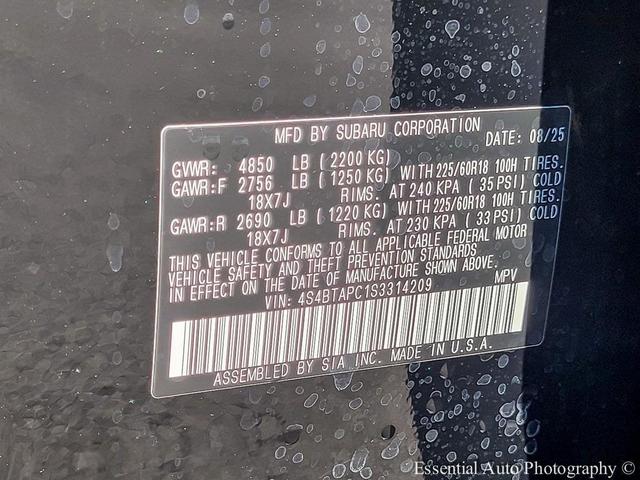 MFD BY SUBARU CORPORATION DATE: 08/25
GVWR: 4850 LB (2200 KG)
GAWR:F 2756 LB (1250 KG) WITH 225/60R18 100H TIRES.
18X7J RIMS. AT 240 KPA (35 PSI) COLD
GAWR:R 2690 LB (1220 KG) WITH 225/60R18 100H TIRES.
18X7J RIMS. AT 230 KPA (33 PSI) COLD
THIS VEHICLE CONFORMS TO ALL APPLICABLE FEDERAL MOTOR
VEHICLE SAFETY AND THEFT PREVENTION STANDARDS
IN EFFECT ON THE DATE OF MANUFACTURE SHOWN ABOVE.
VIN: 4S4BTAPC1S3314209 MPV
ASSEMBLED BY SIA INC. MADE IN U.S.A.
Essential Auto Photography ©